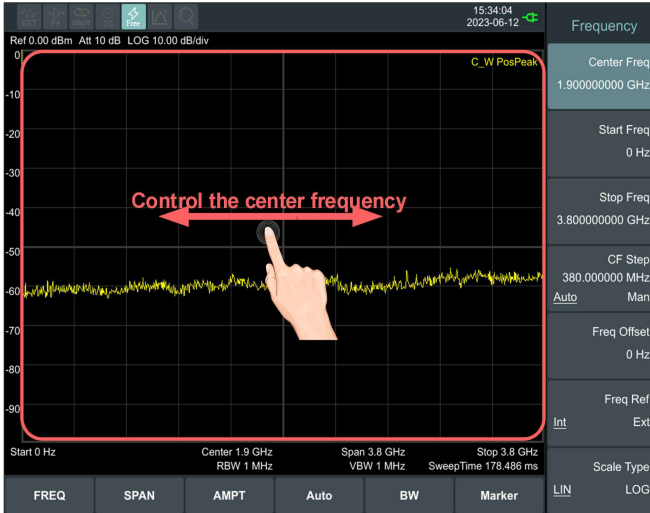 15:34:04
2023-06-12
EXT
PA
Single
TO
Free
Frequency
Ref 0.00 dBm Att 10 dB LOG 10.00 dB/div
C_W PosPeak
0
-10
-20
-30
-40
-50
-60
-70
-80
-90
Control the center frequency
Start 0 Hz
Center 1.9 GHz
Span 3.8 GHz
Stop 3.8 GHz
RBW 1 MHz
VBW 1 MHz
SweepTime 178.486 ms
FREQ
SPAN
AMPT
Auto
BW
Marker
Center Freq
1.900000000 GHz
Start Freq
0 Hz
Stop Freq
3.800000000 GHz
CF Step
380.000000 MHz
Auto Man
Freq Offset
0 Hz
Freq Ref
Int Ext
Scale Type
LIN LOG